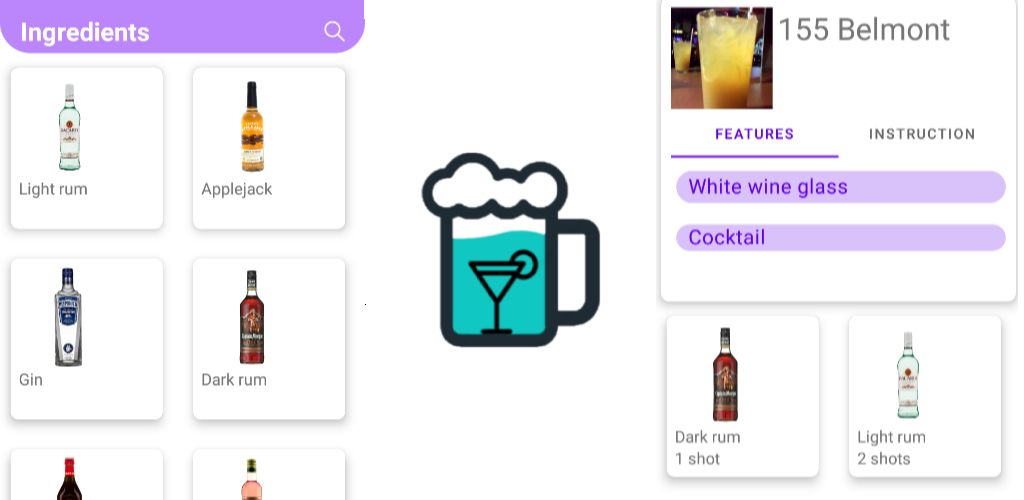 Ingredients
Light rum
Applejack
Gin
Dark rum
155 Belmont
FEATURES
INSTRUCTION
White wine glass
Cocktail
Dark rum
1 shot
Light rum
2 shots